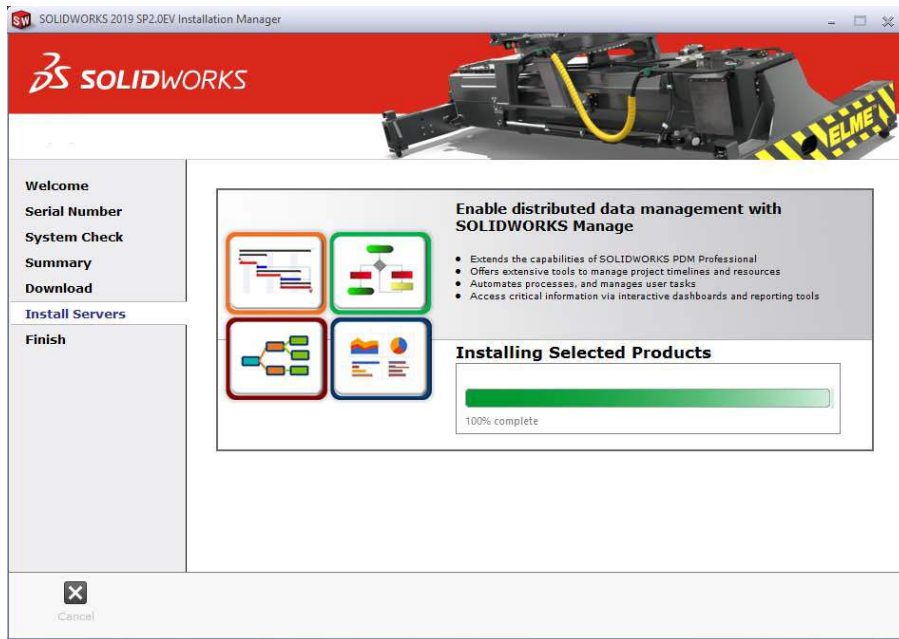 SOLIDWORKS 2019 SP2.0EV Installation Manager
SOLIDWORKS
ELME
Welcome
Serial Number
System Check
Summary
Download
Install Servers
Finish
Enable distributed data management with
SOLIDWORKS Manage
• Extends the capabilities of SOLIDWORKS PDM Professional
• Offers extensive tools to manage project timelines and resources
• Automates processes, and manages user tasks
• Access critical information via interactive dashboards and reporting tools
Installing Selected Products
100% complete
Cancel